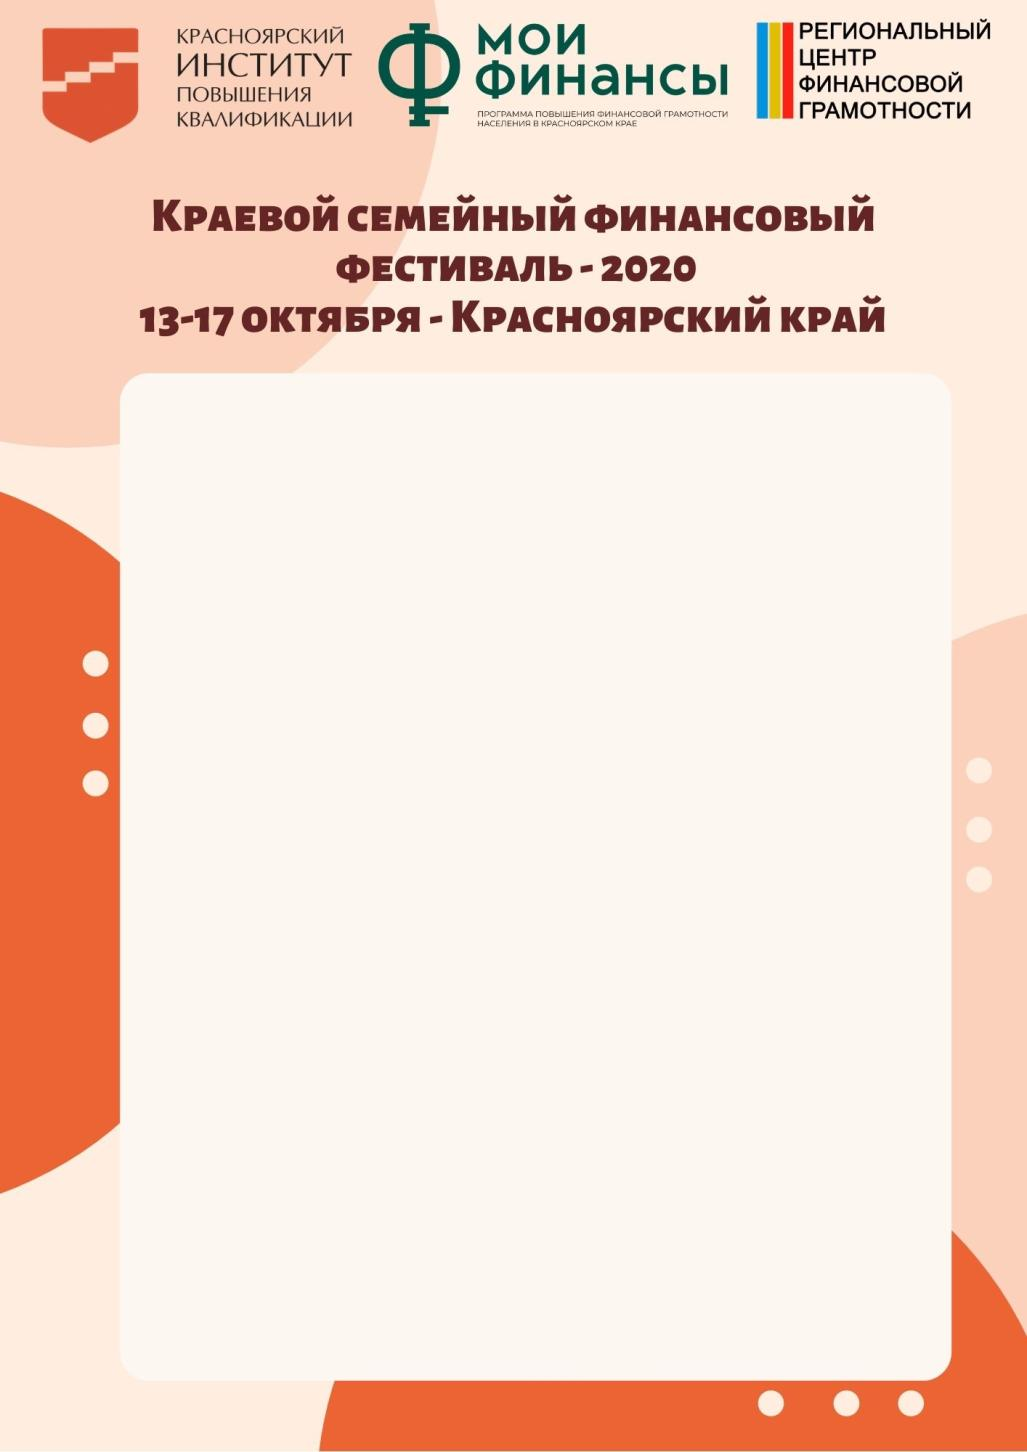 КРАСНОЯРСКИЙ
ИНСТИТУТ
ПОВЫШЕНИЯ
КВАЛИФИКАЦИИ
МОИ
ФИНАНСЫ
ПРОГРАММА ПОВЫШЕНИЯ ФИНАНСОВОЙ ГРАМОТНОСТИ
НАСЕЛЕНИЯ В КРАСНОЯРСКОМ КРАЕ
РЕГИОНАЛЬНЫЙ
ЦЕНТР
ФИНАНСОВОЙ
ГРАМОТНОСТИ
Краевой семейный финансовый
фестиваль - 2020
13-17 октября - Красноярский край